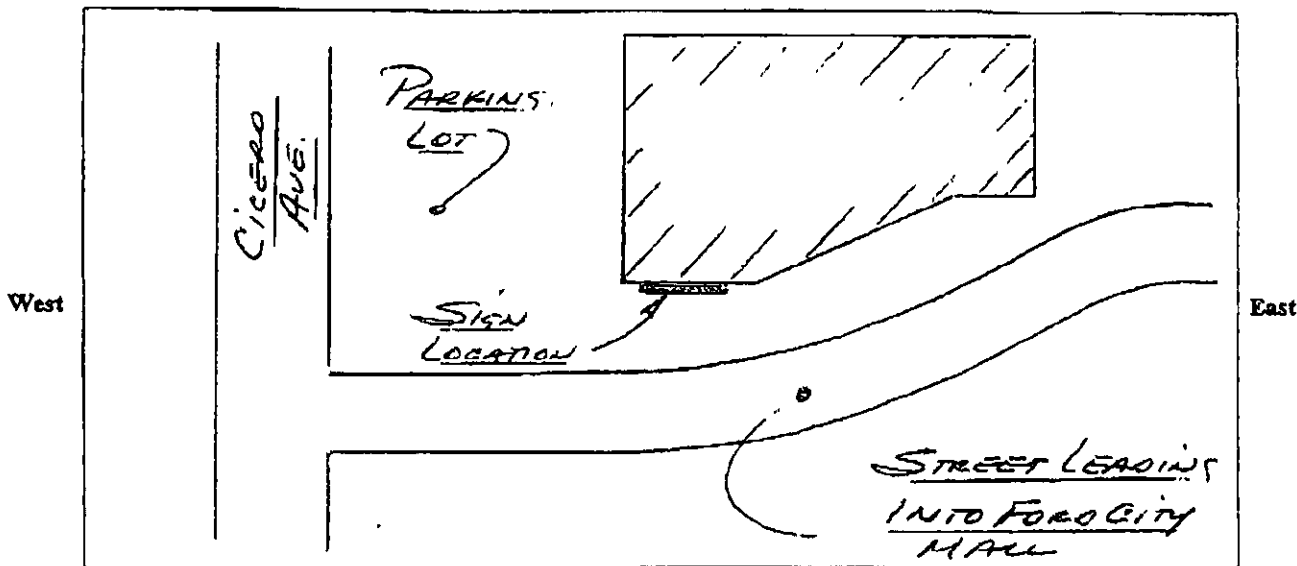 PARKING
LOT
CICERO
AVE.
West
East
SIGN
LOCATION
STREET LEADING
INTO FORD CITY
MALL